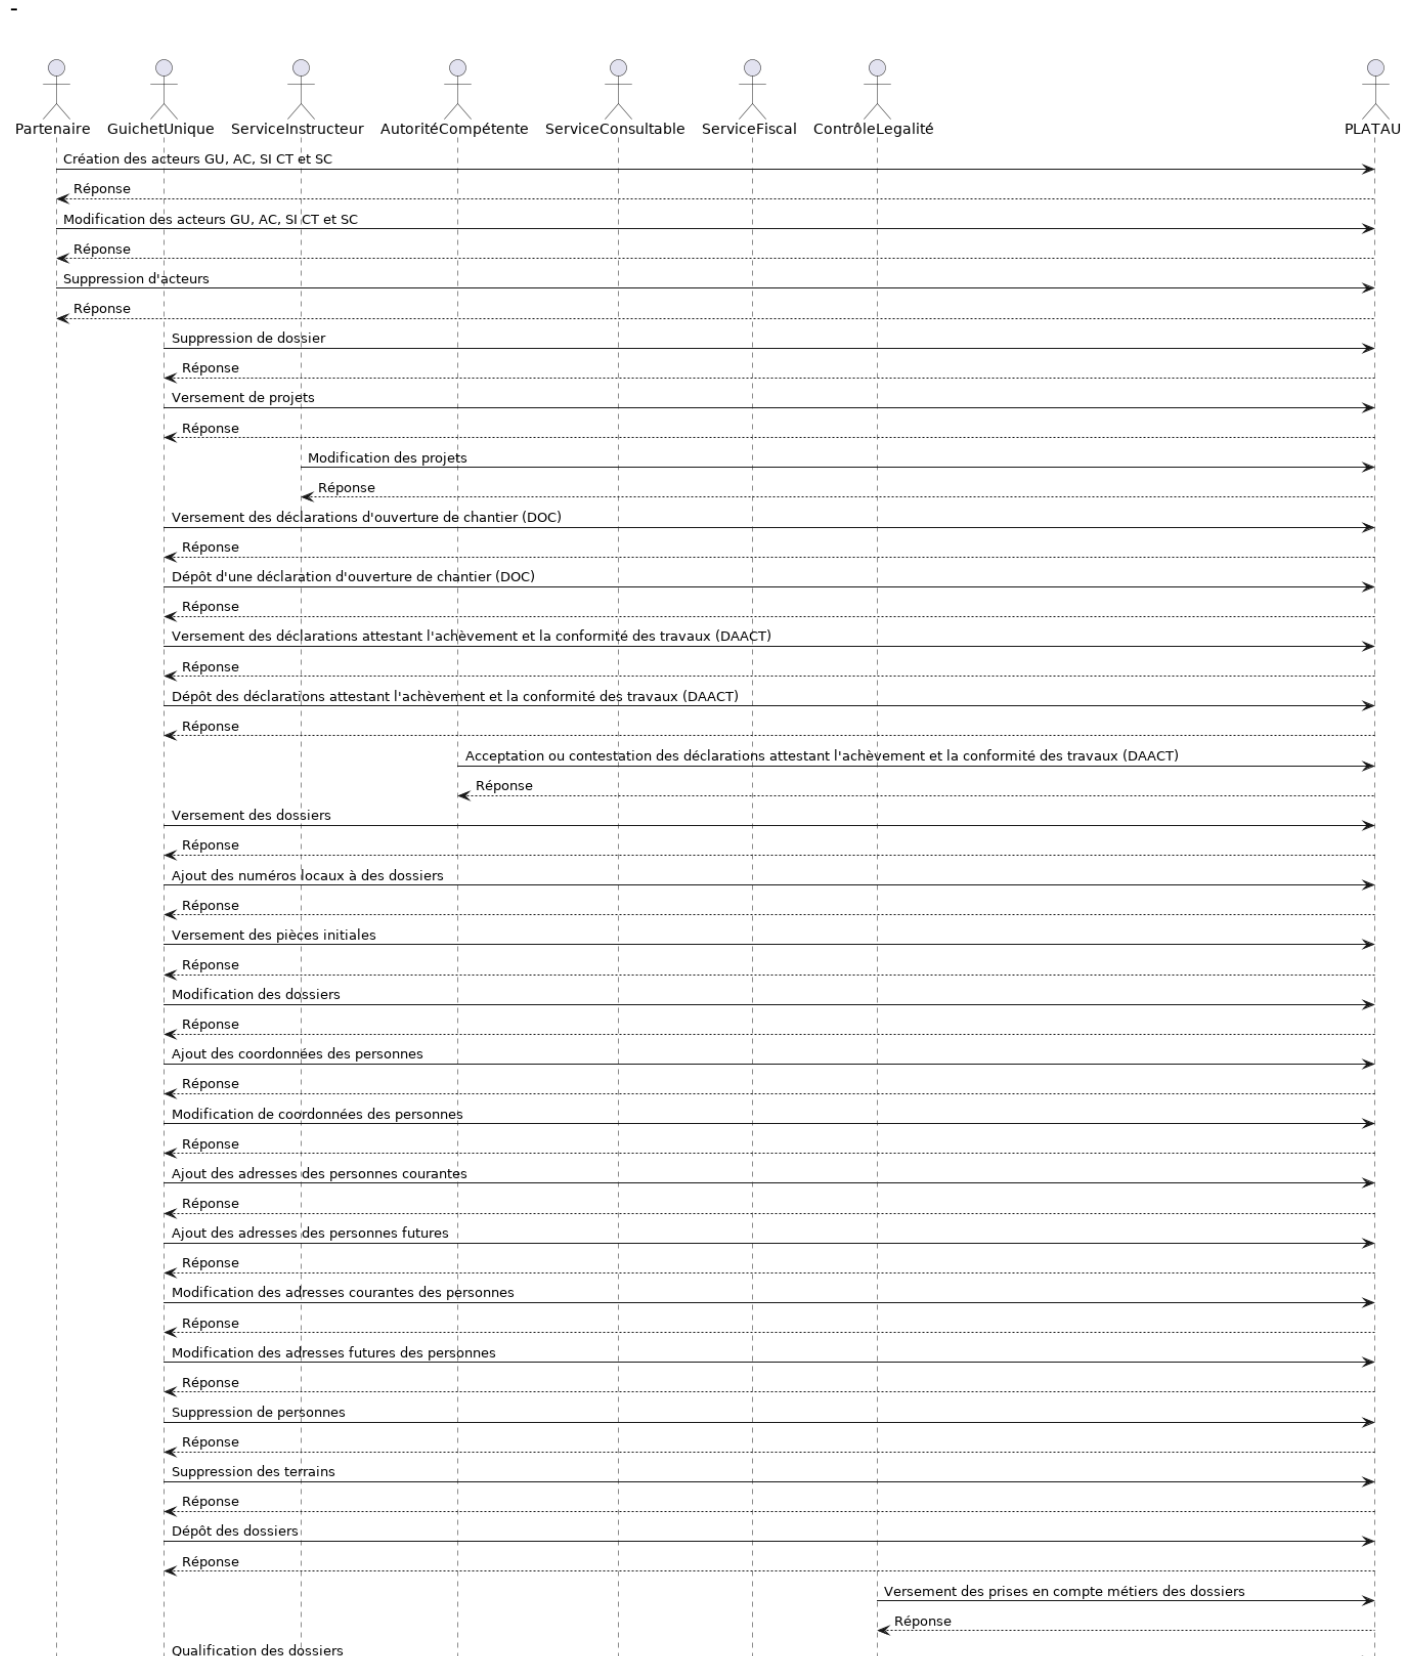 -
Partenaire GuichetUnique ServiceInstructeur AutoritéCompétente ServiceConsultable ServiceFiscal ContrôleLegalité PLATAU
Création des acteurs GU, AC, SI CT et SC
Réponse
Modification des acteurs GU, AC, SI CT et SC
Réponse
Suppression d'acteurs
Réponse
Suppression de dossier
Réponse
Versement de projets
Réponse
Modification des projets
Réponse
Versement des déclarations d'ouverture de chantier (DOC)
Réponse
Dépôt d'une déclaration d'ouverture de chantier (DOC)
Réponse
Versement des déclarations attestant l'achèvement et la conformité des travaux (DAACT)
Réponse
Dépôt des déclarations attestant l'achèvement et la conformité des travaux (DAACT)
Réponse
Acceptation ou contestation des déclarations attestant l'achèvement et la conformité des travaux (DAACT)
Réponse
Versement des dossiers
Réponse
Ajout des numéros locaux à des dossiers
Réponse
Versement des pièces initiales
Réponse
Modification des dossiers
Réponse
Ajout des coordonnées des personnes
Réponse
Modification de coordonnées des personnes
Réponse
Ajout des adresses des personnes courantes
Réponse
Ajout des adresses des personnes futures
Réponse
Modification des adresses courantes des personnes
Réponse
Modification des adresses futures des personnes
Réponse
Suppression de personnes
Réponse
Suppression des terrains
Réponse
Dépôt des dossiers
Réponse
Versement des prises en compte métiers des dossiers
Réponse
Qualification des dossiers